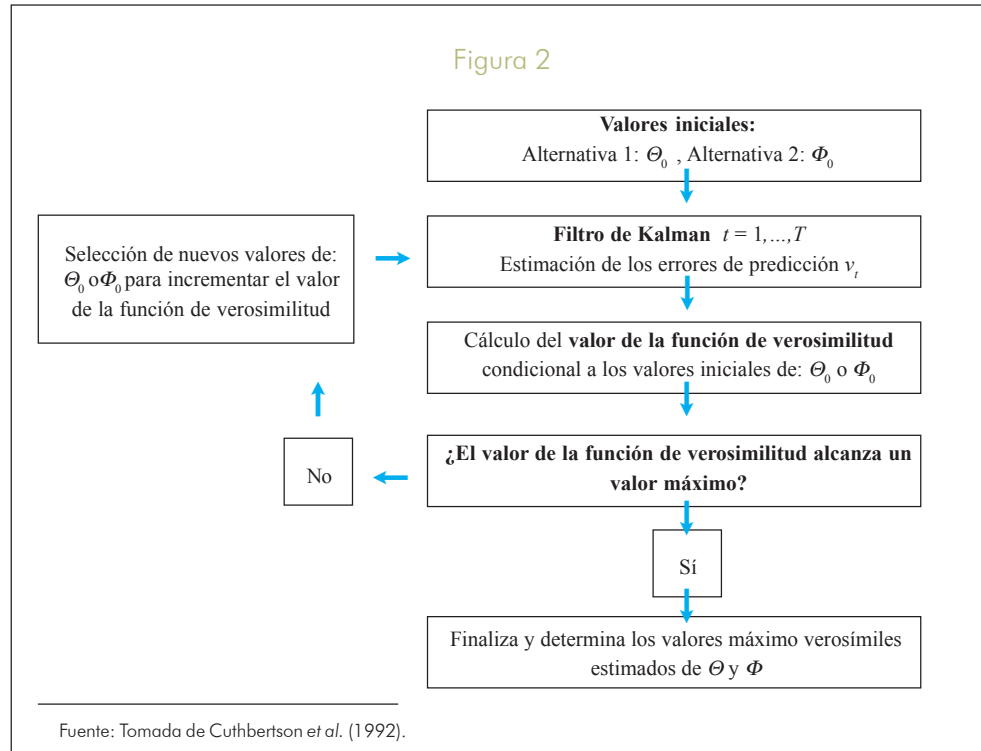 Figura 2
Valores iniciales:
Alternativa 1: Θ₀ , Alternativa 2: Φ₀
Filtro de Kalman t = 1,...,T
Estimación de los errores de predicción vₜ
Selección de nuevos valores de:
Θ₀ oΦ₀ para incrementar el valor
de la función de verosimilitud
Cálculo del valor de la función de verosimilitud
condicional a los valores iniciales de: Θ₀ o Φ₀
¿El valor de la función de verosimilitud alcanza un
valor máximo?
No
Sí
Finaliza y determina los valores máximo verosímiles
estimados de Θ y Φ
Fuente: Tomada de Cuthbertson et al. (1992).